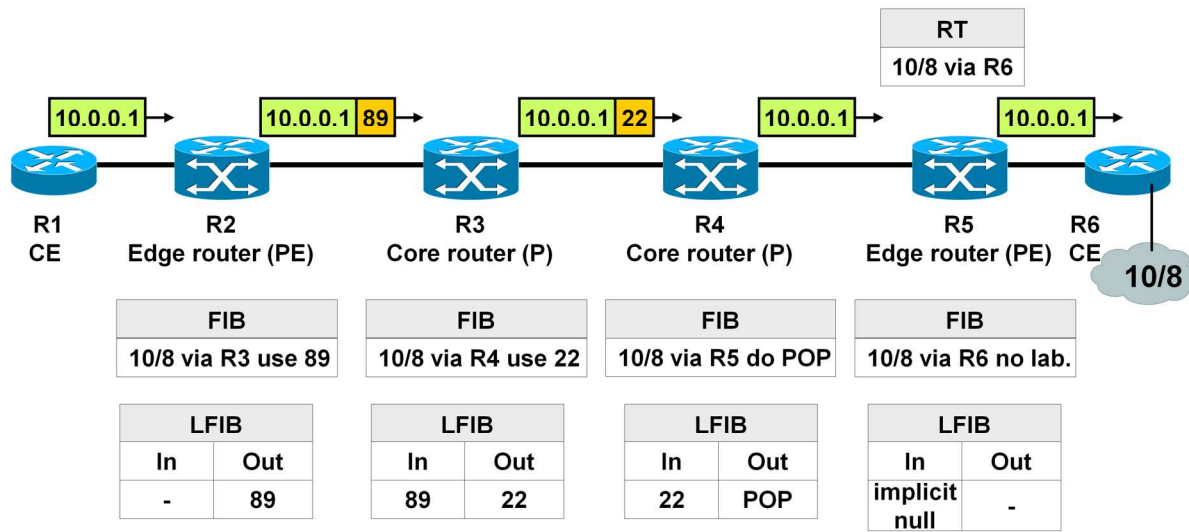 RT
10/8 via R6
10.0.0.1
10.0.0.1 89
10.0.0.1 22
10.0.0.1
10.0.0.1
R1
CE
R2
Edge router (PE)
R3
Core router (P)
R4
Core router (P)
R5
Edge router (PE)
R6
CE
10/8
FIB
10/8 via R3 use 89
FIB
10/8 via R4 use 22
FIB
10/8 via R5 do POP
FIB
10/8 via R6 no lab.
LFIB
In Out
- 89
LFIB
In Out
89 22
LFIB
In Out
22 POP
LFIB
In Out
implicit
null -